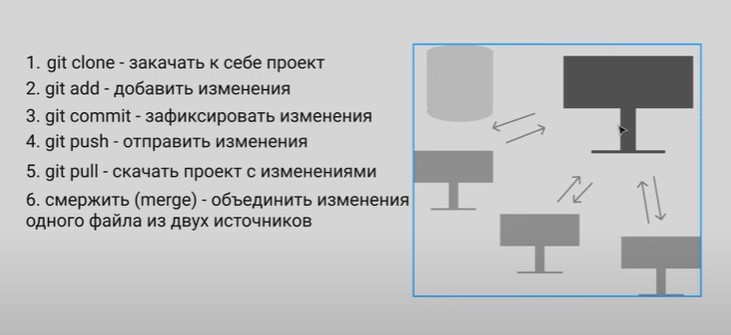 1. git clone - закачать к себе проект
2. git add - добавить изменения
3. git commit - зафиксировать изменения
4. git push - отправить изменения
5. git pull - скачать проект с изменениями
6. смержить (merge) - объединить изменения
одного файла из двух источников